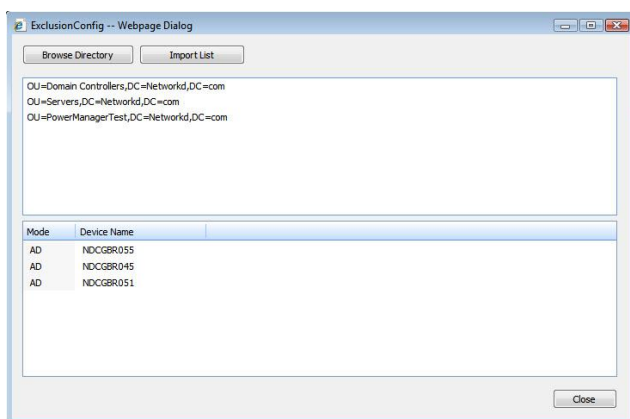 ExclusionConfig -- Webpage Dialog
Browse Directory Import List
OU=Domain Controllers,DC=Networkd,DC=com
OU=Servers,DC=Networkd,DC=com
OU=PowerManagerTest,DC=Networkd,DC=com
Mode Device Name
AD NDCGBR055
AD NDCGBR045
AD NDCGBR051
Close